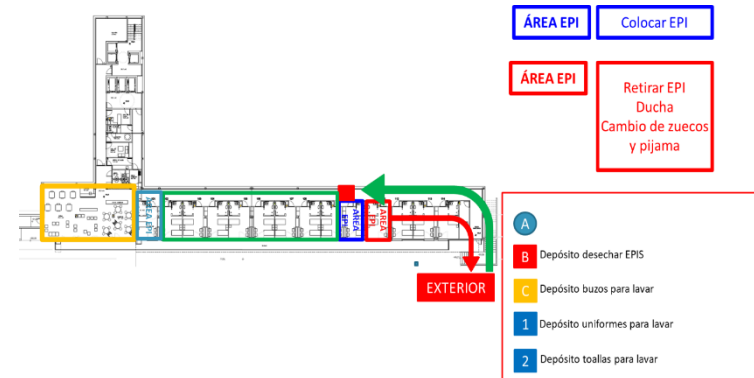 ÁREA EPI
Colocar EPI
ÁREA EPI
Retirar EPI
Ducha
Cambio de zuecos
y pijama
ÁREA EPI
ÁREA
EPI
ÁREA
EPI
EXTERIOR
A
B Depósito desechar EPIS
C Depósito buzos para lavar
1 Depósito uniformes para lavar
2 Depósito toallas para lavar